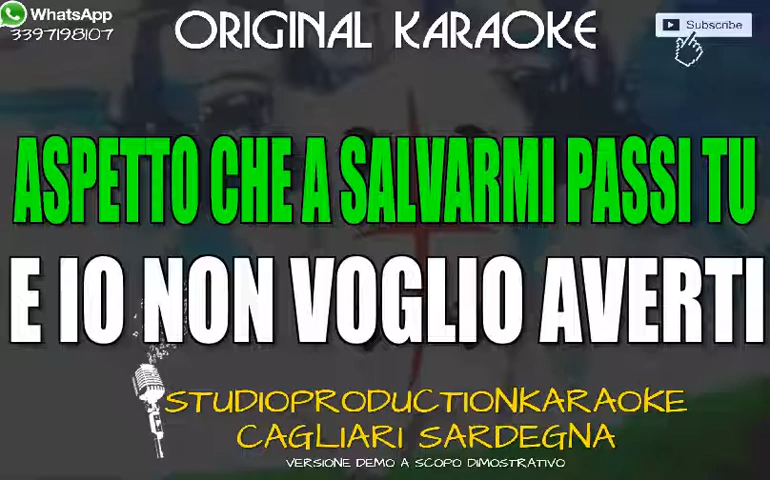 WhatsApp
3397198107
ORIGINAL KARAOKE
Subscribe
ASPETTO CHE A SALVARMI PASSI TU
E IO NON VOGLIO AVERTI
STUDIOPRODUCTIONKARAOKE
CAGLIARI SARDEGNA
VERSIONE DEMO A SCOPO DIMOSTRATIVO